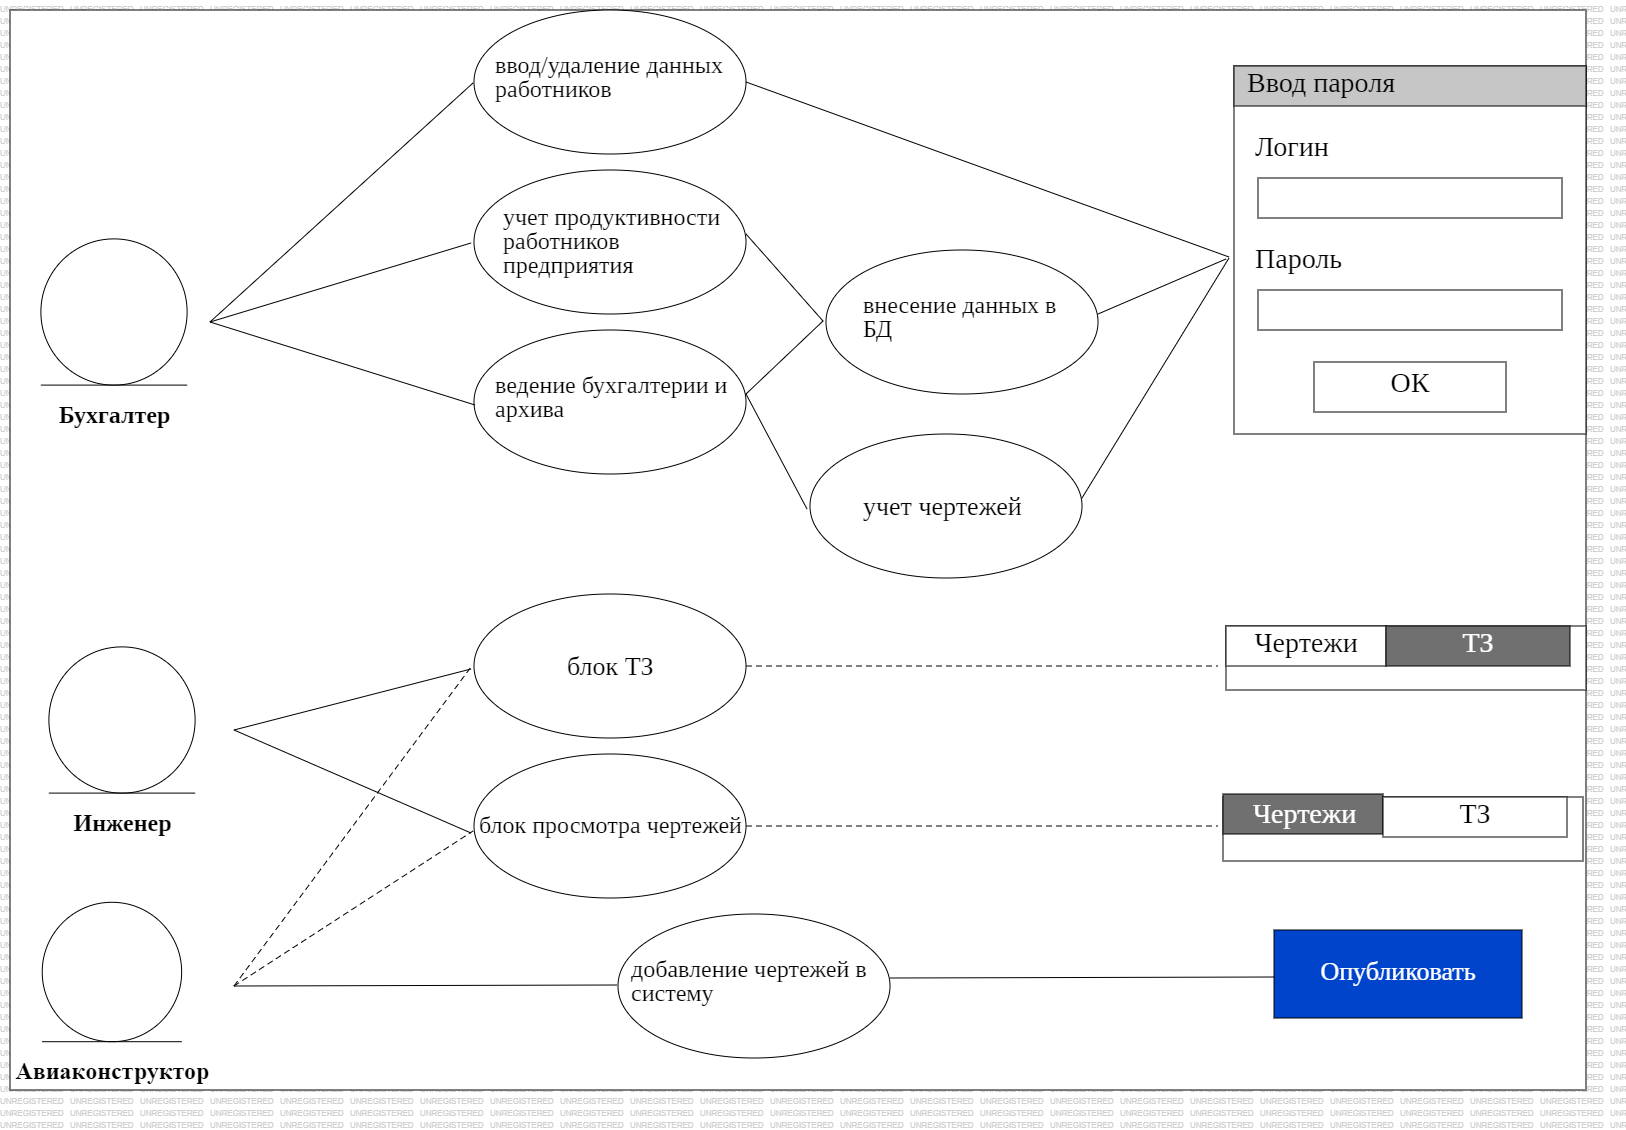 ввод/удаление данных
работников
учет продуктивности
работников
предприятия
ведение бухгалтерии и
архива
Бухгалтер
внесение данных в
БД
учет чертежей
Ввод пароля
Логин
Пароль
ОК
блок ТЗ
Чертежи ТЗ
Инженер
блок просмотра чертежей
Чертежи ТЗ
добавление чертежей в
систему
Опубликовать
Авиаконструктор
UNREGISTERED UNREGISTERED UNREGISTERED UNREGISTERED UNREGISTERED UNREGISTERED UNREGISTERED UNREGISTERED UNREGISTERED UNREGISTERED UNREGISTERED UNREGISTERED UNREGISTERED UNREGISTERED UNREGISTERED UNREGISTERED UNREGISTERED UNREGISTERED UNREGISTERED UNREGISTERED UNREGISTERED UNREGISTERED UNREGISTERED